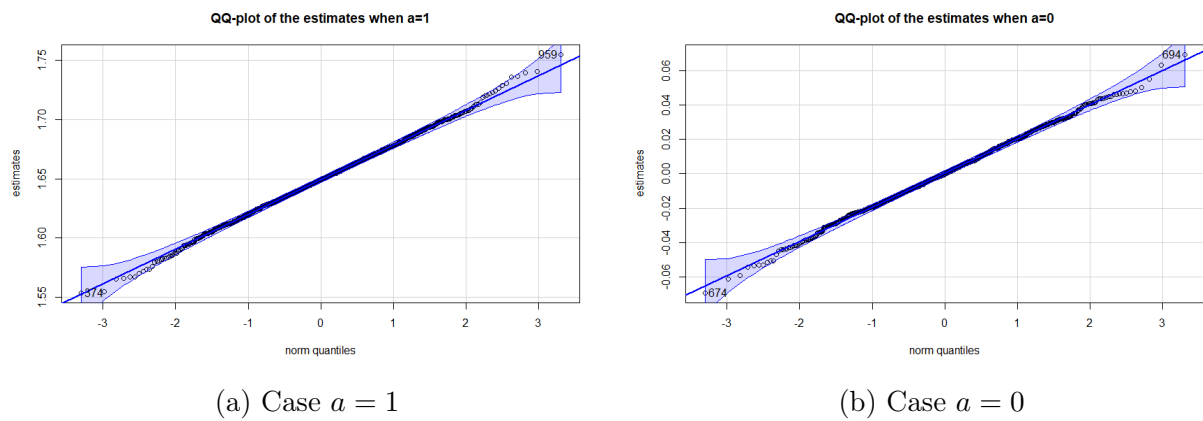 QQ-plot of the estimates when a=1
1.75
1.70
1.65
1.60
1.55
estimates
959
374
-3 -2 -1 0 1 2 3
norm quantiles
(a) Case a = 1
QQ-plot of the estimates when a=0
0.06
0.04
0.02
0.00
-0.02
-0.04
-0.06
estimates
694
674
-3 -2 -1 0 1 2 3
norm quantiles
(b) Case a = 0